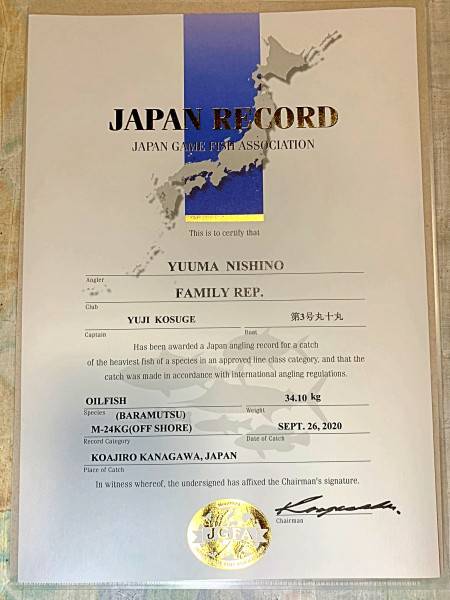 JAPAN RECORD
JAPAN GAME FISH ASSOCIATION
This is to certify that
YUUMA NISHINO
Angler
FAMILY REP.
Club
YUJI KOSUGE 第3号丸十丸
Captain Boat
Has been awarded a Japan angling record for a catch
of the heaviest fish of a species in an approved line class category, and that the
catch was made in accordance with international angling regulations.
OILFISH 34.10 kg
Species (BARAMUTSU) Weight
M-24KG(OFF SHORE) SEPT. 26, 2020
Record Category Date of Catch
KOAJIRO KANAGAWA, JAPAN
Place of Catch
In witness whereof, the undersigned has affixed the Chairman's signature.
Chairman
JGFA